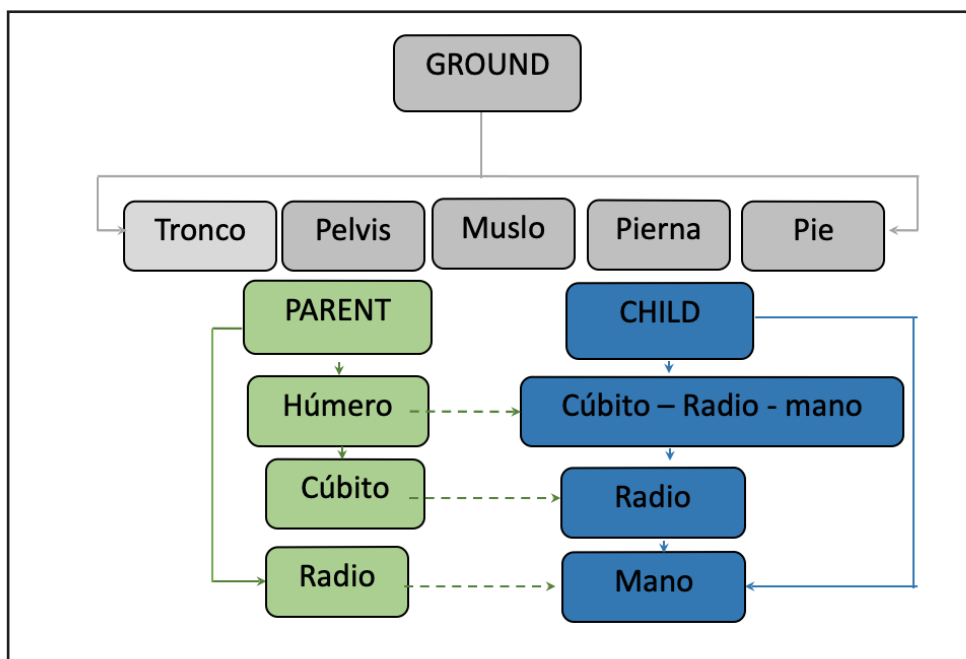 GROUND
Tronco
Pelvis
Muslo
Pierna
Pie
PARENT
CHILD
Húmero
Cúbito – Radio - mano
Cúbito
Radio
Radio
Mano